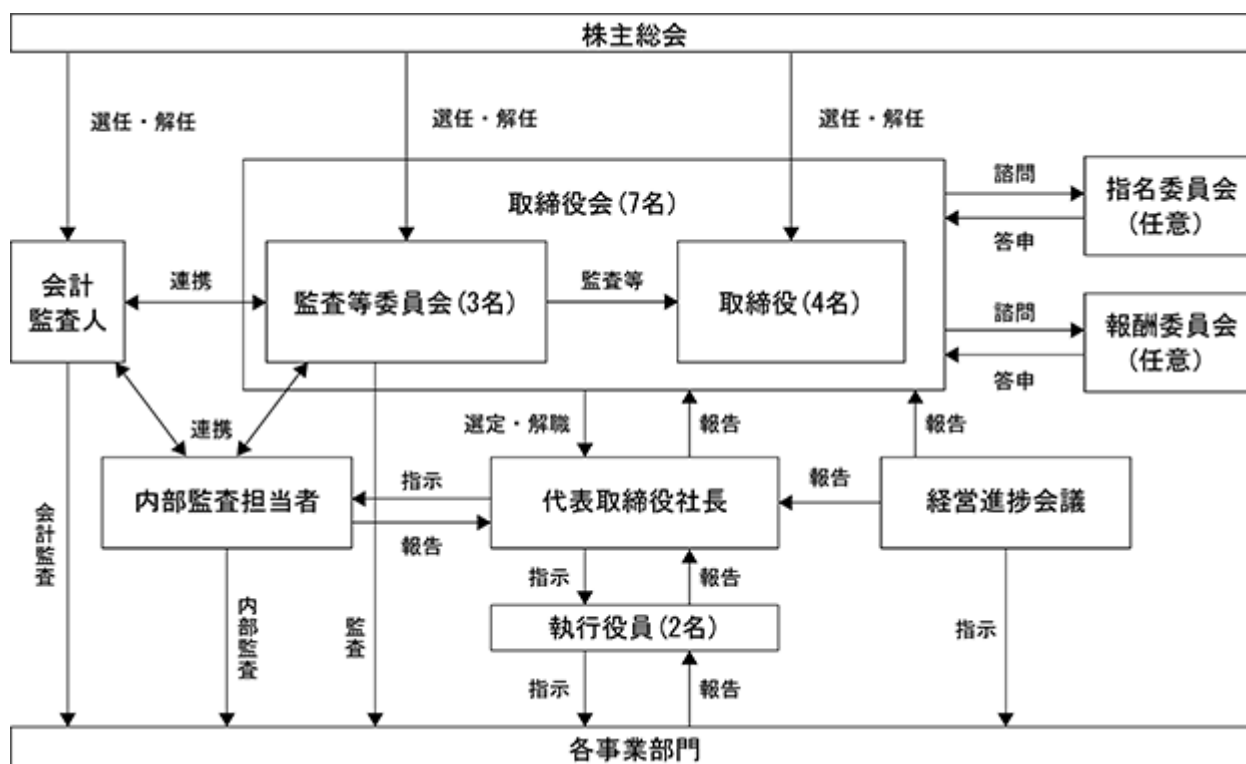 株主総会
選任・解任
選任・解任
選任・解任
取締役会(7名)
諮問
答申
指名委員会
(任意)
会計
監査人
連携
監査等委員会(3名)
監査等
取締役(4名)
諮問
答申
報酬委員会
(任意)
連携
選定・解職
報告
報告
内部監査担当者
指示
報告
代表取締役社長
報告
経営進捗会議
会計監査
内部監査
監査
指示
報告
執行役員(2名)
指示
指示
報告
各事業部門